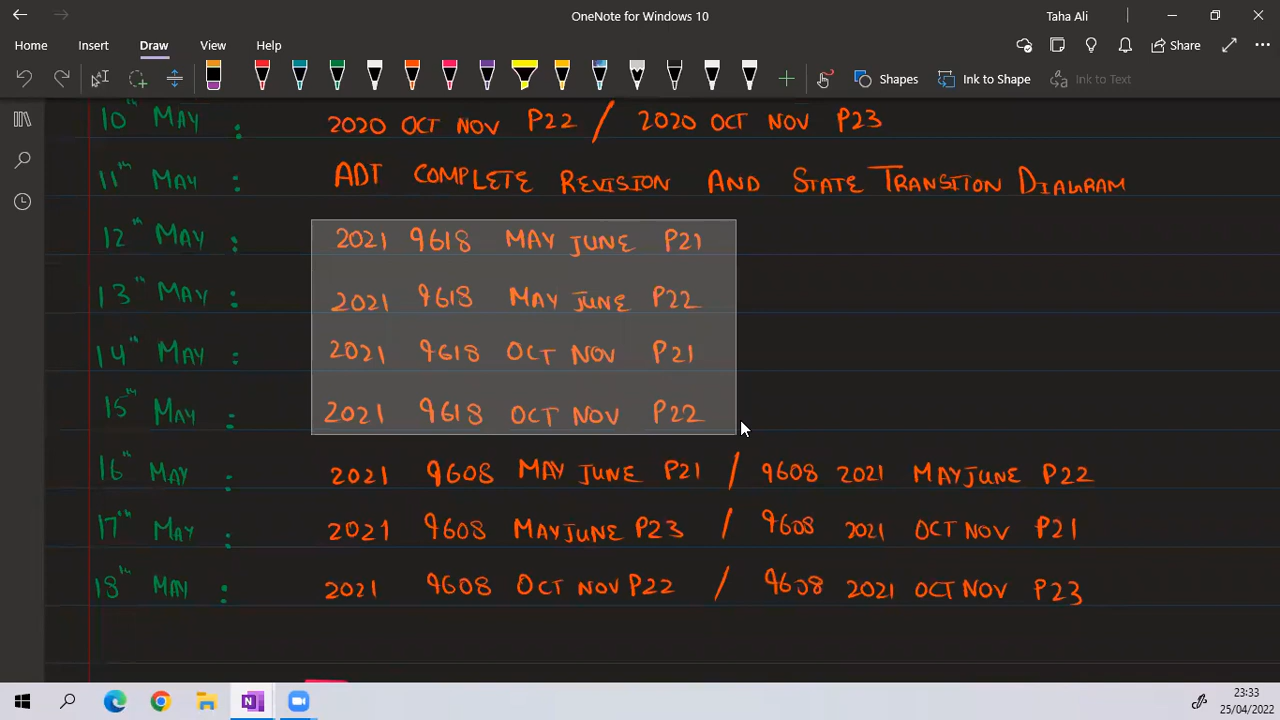 OneNote for Windows 10
Taha Ali
Home Insert Draw View Help
Share
Shapes Ink to Shape Ink to Text
10th MAY : 2020 OCT NOV P22 / 2020 OCT NOV P23
11th MAY : ADT COMPLETE REVISION AND STATE TRANSITION DIAGRAM
12th MAY : 2021 9618 MAY JUNE P21
13th MAY : 2021 9618 MAY JUNE P22
14th MAY : 2021 9618 OCT NOV P21
15th MAY : 2021 9618 OCT NOV P22
16th MAY : 2021 9608 MAY JUNE P21 / 9608 2021 MAY JUNE P22
17th MAY : 2021 9608 MAY JUNE P23 / 9608 2021 OCT NOV P21
18th MAY : 2021 9608 OCT NOV P22 / 9608 2021 OCT NOV P23
23:33
25/04/2022